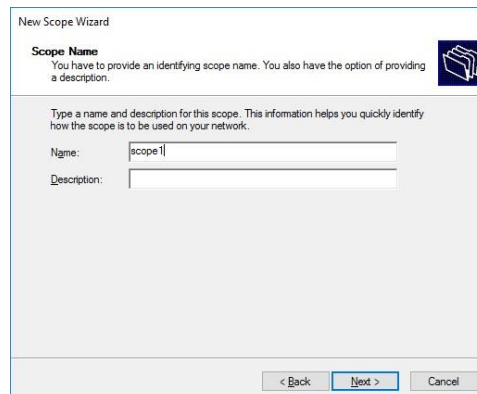 New Scope Wizard
Scope Name
You have to provide an identifying scope name. You also have the option of providing
a description.
Type a name and description for this scope. This information helps you quickly identify
how the scope is to be used on your network.
Name:
scope1
Description:
< Back
Next >
Cancel